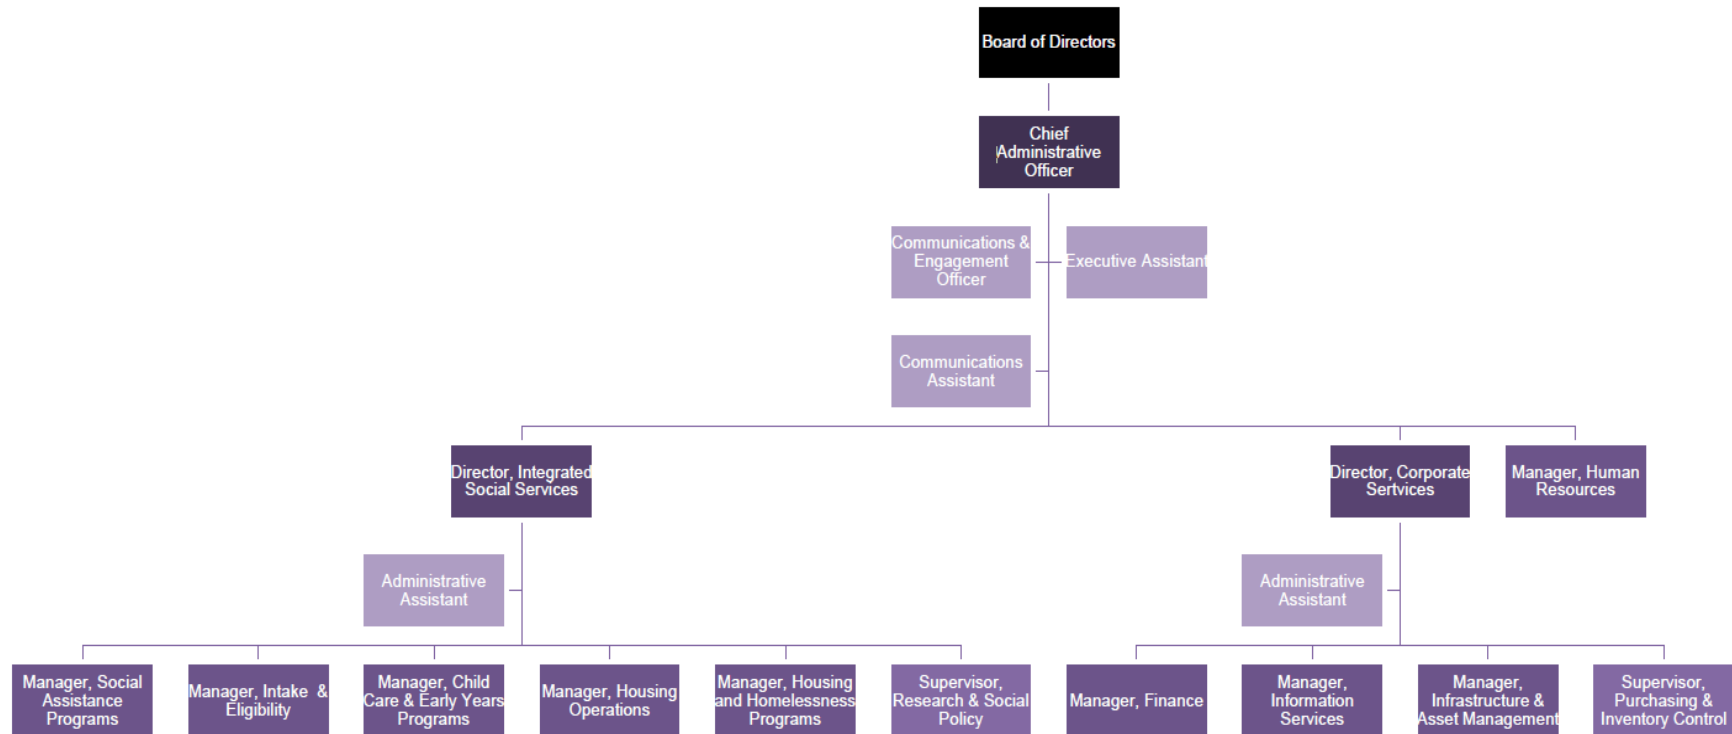 Board of Directors
Chief
Administrative
Officer
Communications &
Engagement
Officer
Executive Assistant
Communications
Assistant
Director, Integrated
Social Services
Director, Corporate
Sertvices
Manager, Human
Resources
Administrative
Assistant
Administrative
Assistant
Manager, Social
Assistance
Programs
Manager, Intake &
Eligibility
Manager, Child
Care & Early Years
Programs
Manager, Housing
Operations
Manager, Housing
and Homelessness
Programs
Supervisor,
Research & Social
Policy
Manager, Finance
Manager,
Information
Services
Manager,
Infrastructure &
Asset Management
Supervisor,
Purchasing &
Inventory Control